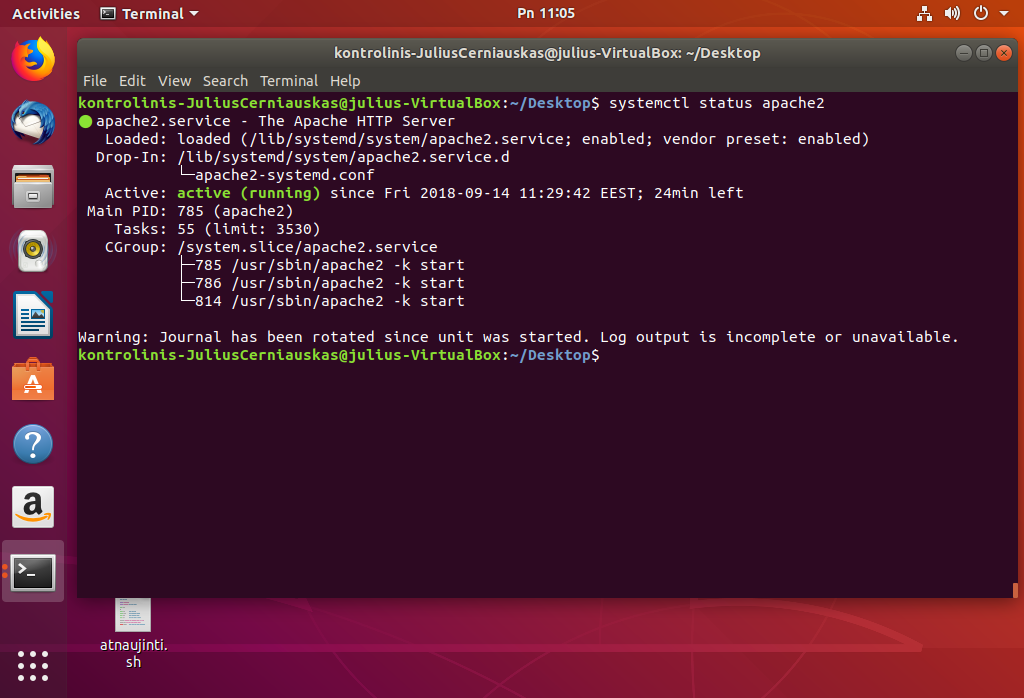 Activities Terminal Pn 11:05
kontrolinis-JuliusCerniauskas@julius-VirtualBox: ~/Desktop
File Edit View Search Terminal Help
kontrolinis-JuliusCerniauskas@julius-VirtualBox:~/Desktop$ systemctl status apache2
● apache2.service - The Apache HTTP Server
Loaded: loaded (/lib/systemd/system/apache2.service; enabled; vendor preset: enabled)
Drop-In: /lib/systemd/system/apache2.service.d
└─apache2-systemd.conf
Active: active (running) since Fri 2018-09-14 11:29:42 EEST; 24min left
Main PID: 785 (apache2)
Tasks: 55 (limit: 3530)
CGroup: /system.slice/apache2.service
├─785 /usr/sbin/apache2 -k start
├─786 /usr/sbin/apache2 -k start
└─814 /usr/sbin/apache2 -k start
Warning: Journal has been rotated since unit was started. Log output is incomplete or unavailable.
kontrolinis-JuliusCerniauskas@julius-VirtualBox:~/Desktop$
atnaujinti.
sh